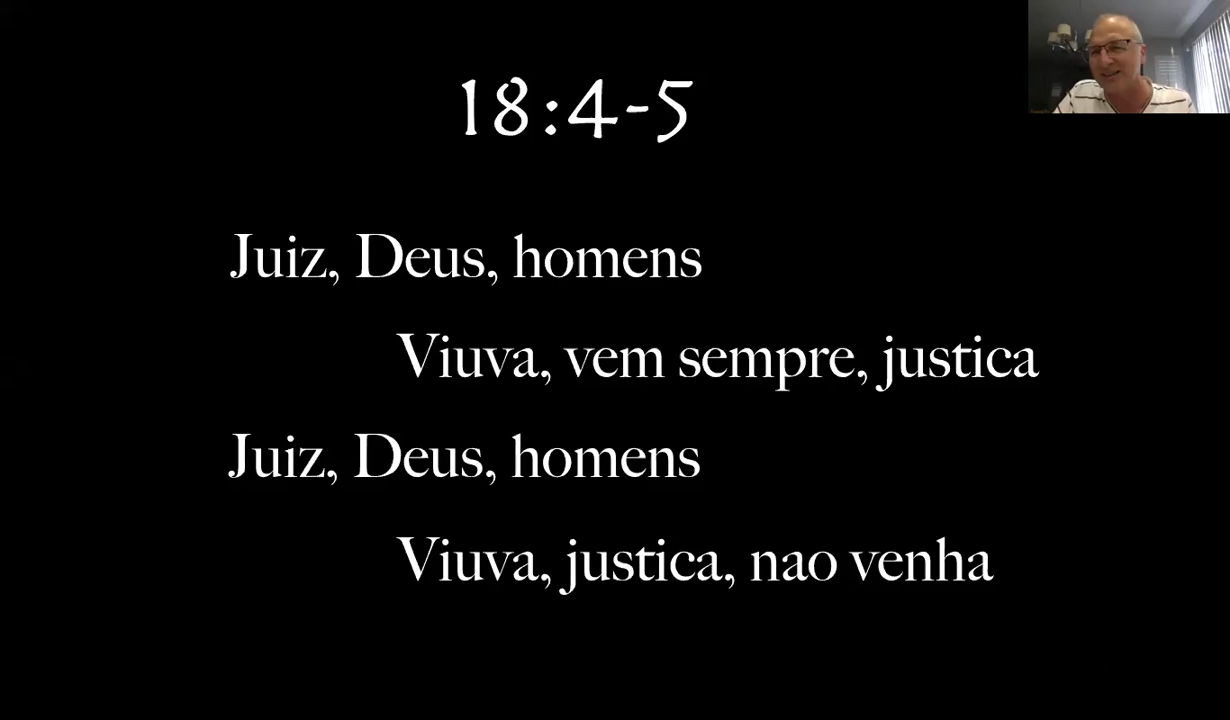 18:4-5
Juiz, Deus, homens
Viuva, vem sempre, justica
Juiz, Deus, homens
Viuva, justica, nao venha